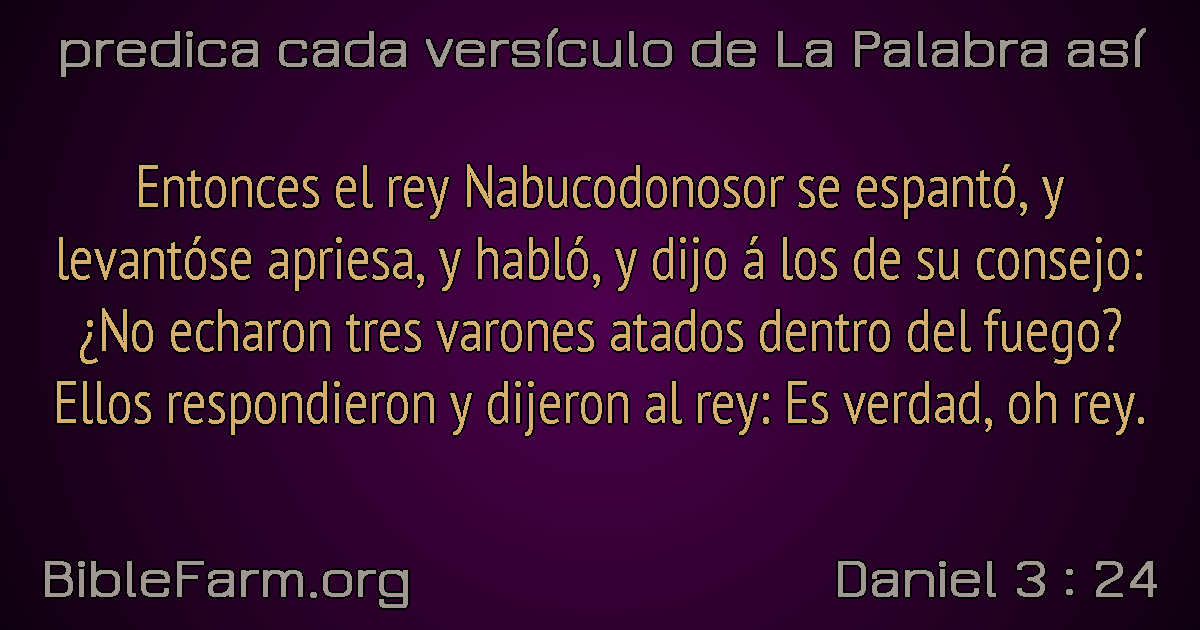 predica cada versículo de La Palabra así
Entonces el rey Nabucodonosor se espantó, y
levantóse apriesa, y habló, y dijo á los de su consejo:
¿No echaron tres varones atados dentro del fuego?
Ellos respondieron y dijeron al rey: Es verdad, oh rey.
BibleFarm.org
Daniel 3 : 24